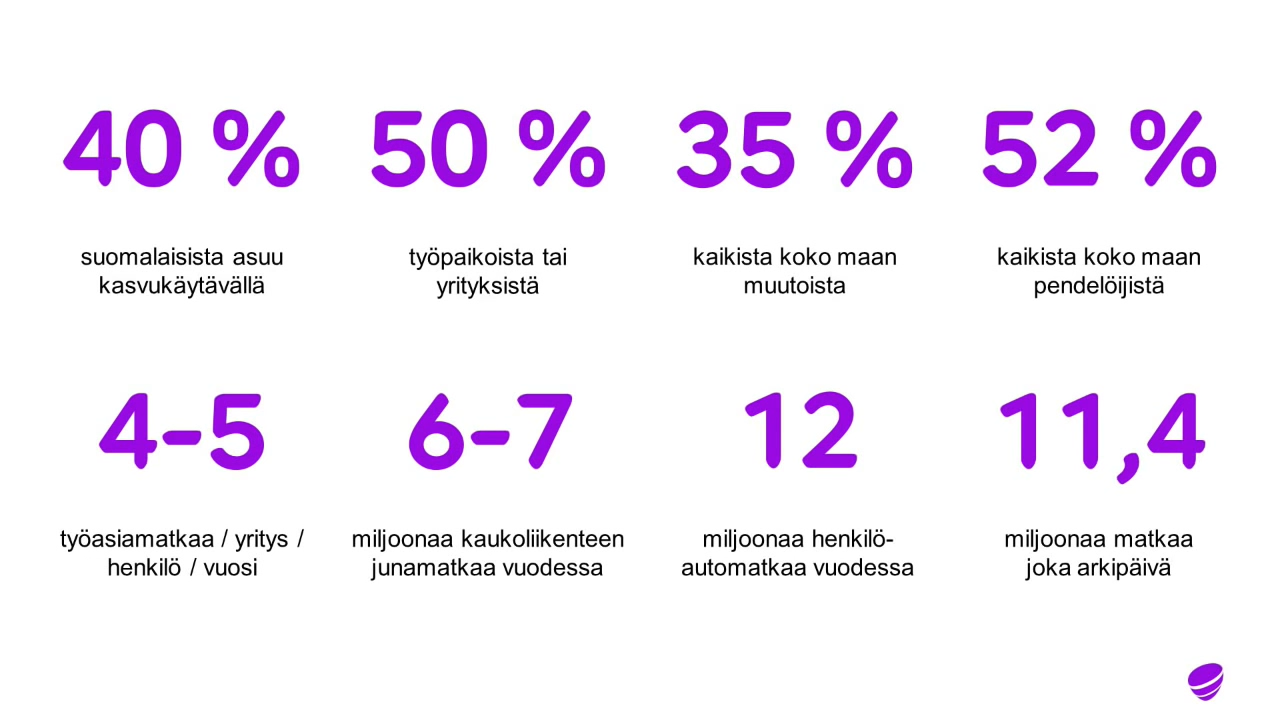 40 %
suomalaisista asuu
kasvukäytävällä
50 %
työpaikoista tai
yrityksistä
35 %
kaikista koko maan
muutoista
52 %
kaikista koko maan
pendelöijistä
4-5
työasiamatkaa / yritys /
henkilö / vuosi
6-7
miljoonaa kaukoliikenteen
junamatkaa vuodessa
12
miljoonaa henkilö-
automatkaa vuodessa
11,4
miljoonaa matkaa
joka arkipäivä